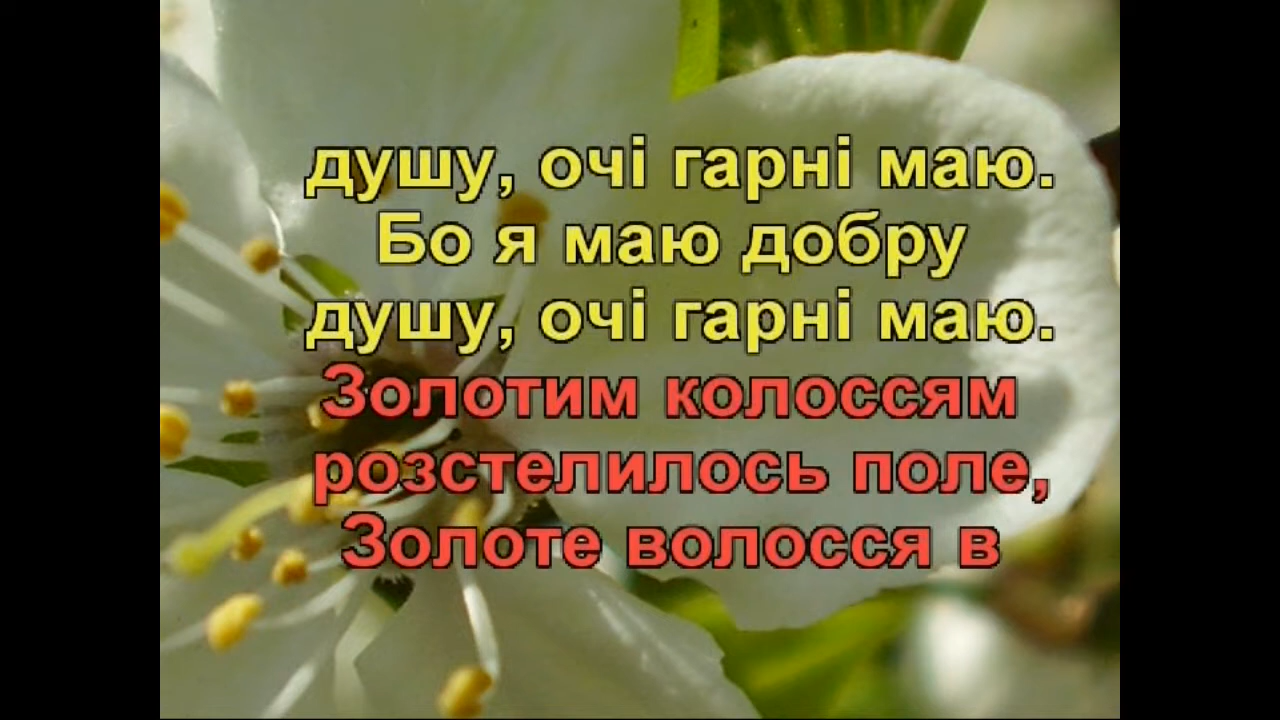 душу, очі гарні маю.
Бо я маю добру
душу, очі гарні маю.
Золотим колоссям
розстелилось поле,
Золоте волосся в